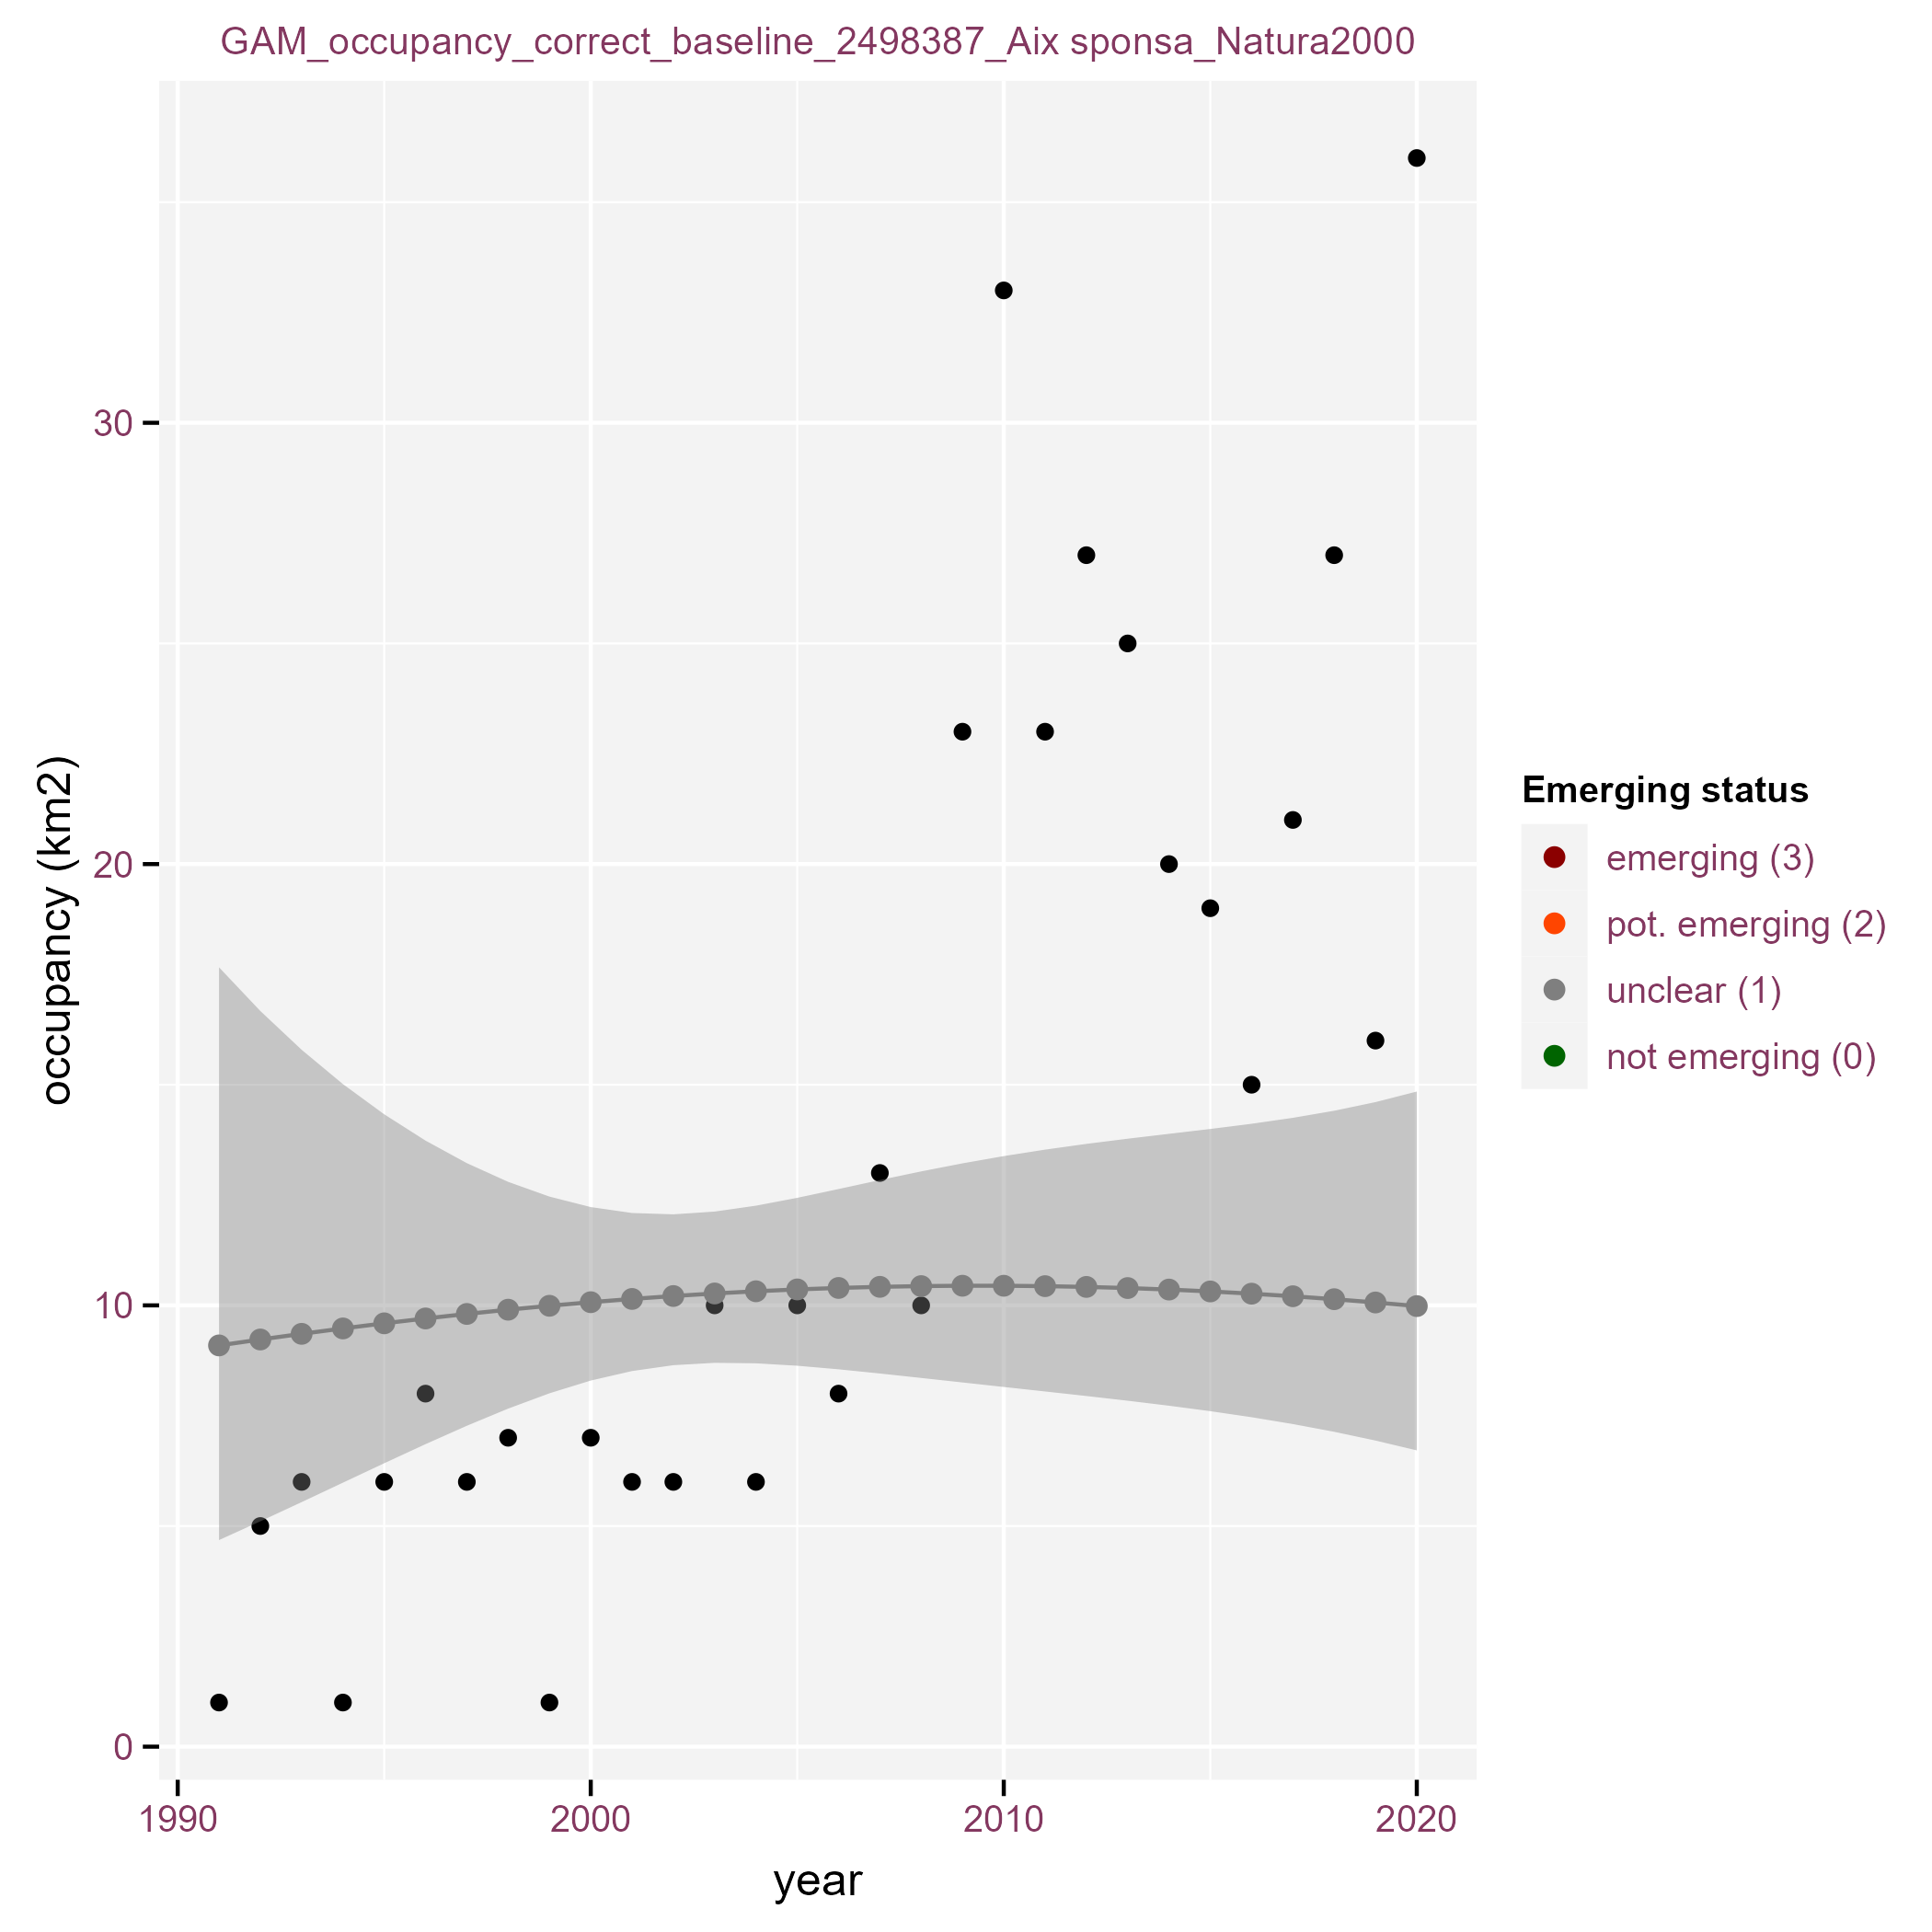 GAM_occupancy_correct_baseline_2498387_Aix sponsa_Natura2000
30
20
10
0
occupancy (km2)
1990
2000
2010
2020
year
Emerging status
emerging (3)
pot. emerging (2)
unclear (1)
not emerging (0)